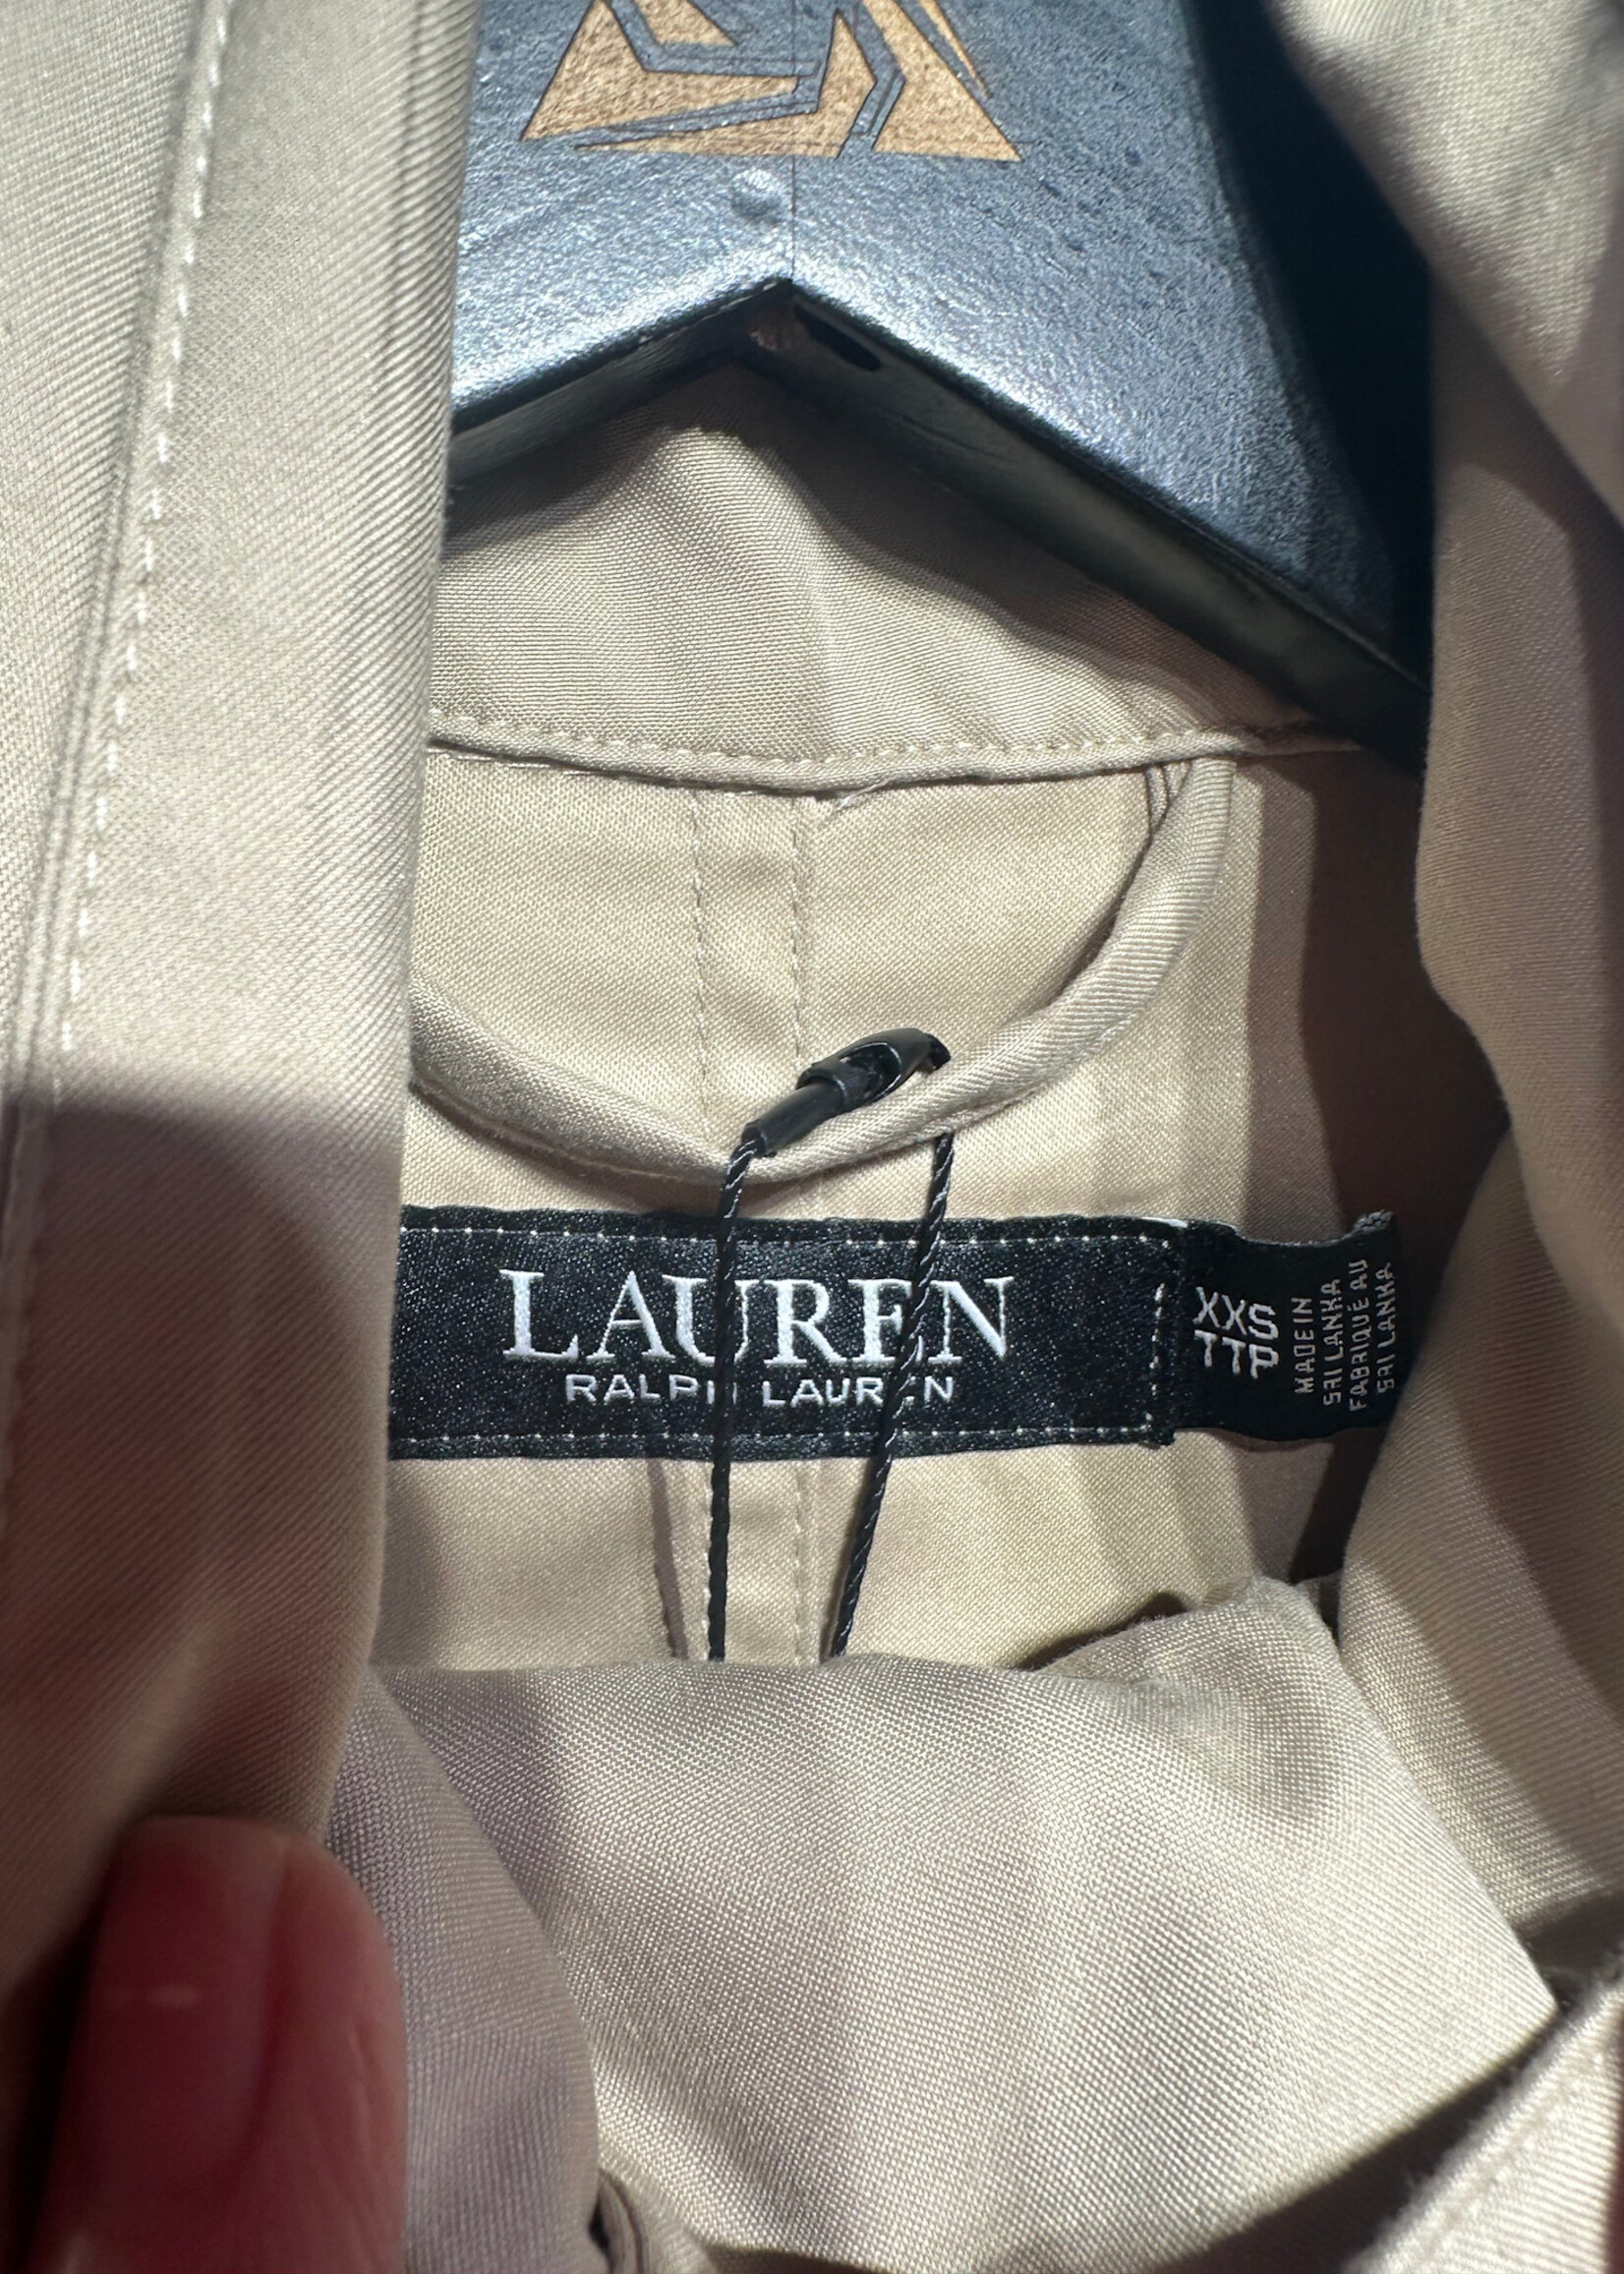 LAUREN
RALPH LAUREN
XXS
TTP
MADE IN
SRI LANKA
FABRIQUÉ AU
SRI LANKA